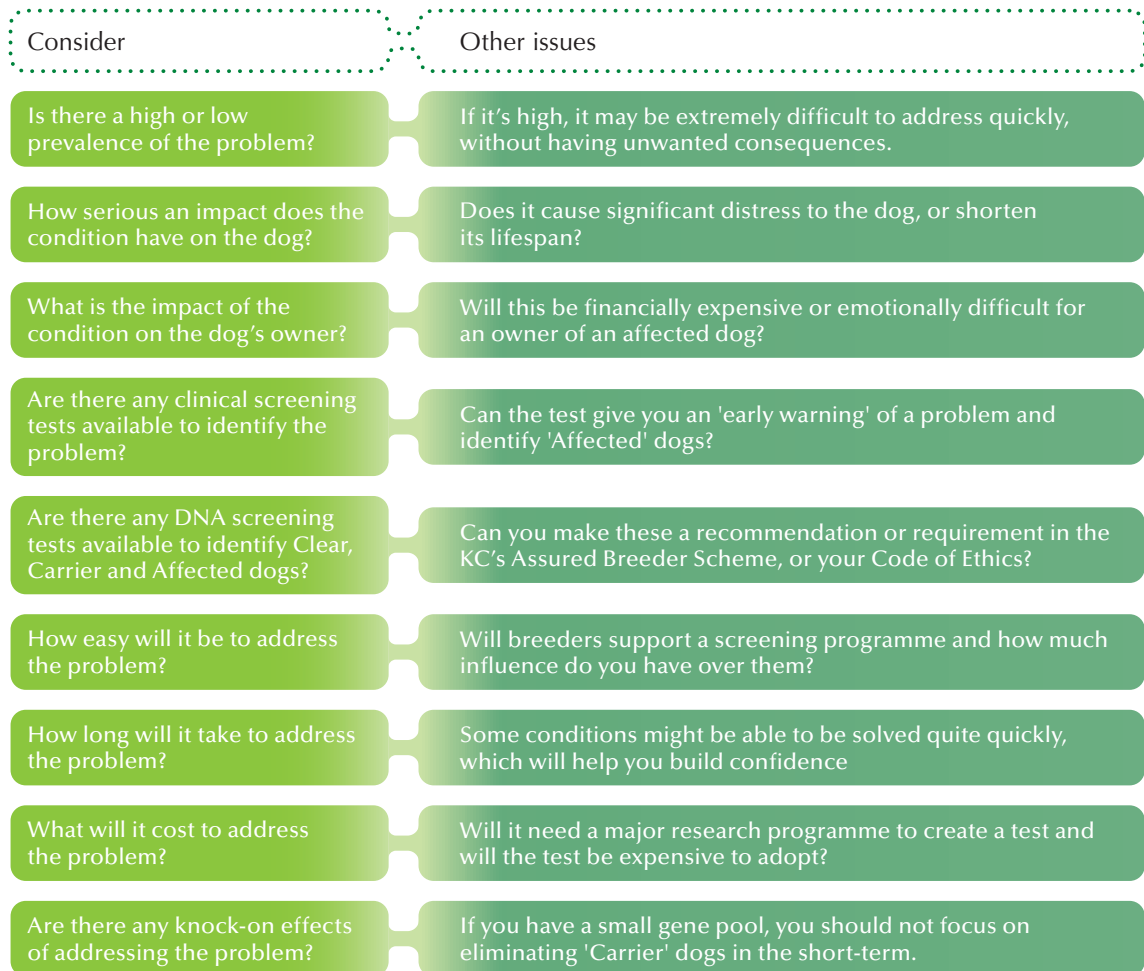 Consider
Other issues
Is there a high or low
prevalence of the problem?
If it's high, it may be extremely difficult to address quickly,
without having unwanted consequences.
How serious an impact does the
condition have on the dog?
Does it cause significant distress to the dog, or shorten
its lifespan?
What is the impact of the
condition on the dog's owner?
Will this be financially expensive or emotionally difficult for
an owner of an affected dog?
Are there any clinical screening
tests available to identify the
problem?
Can the test give you an 'early warning' of a problem and
identify 'Affected' dogs?
Are there any DNA screening
tests available to identify Clear,
Carrier and Affected dogs?
Can you make these a recommendation or requirement in the
KC's Assured Breeder Scheme, or your Code of Ethics?
How easy will it be to address
the problem?
Will breeders support a screening programme and how much
influence do you have over them?
How long will it take to address
the problem?
Some conditions might be able to be solved quite quickly,
which will help you build confidence
What will it cost to address
the problem?
Will it need a major research programme to create a test and
will the test be expensive to adopt?
Are there any knock-on effects
of addressing the problem?
If you have a small gene pool, you should not focus on
eliminating 'Carrier' dogs in the short-term.